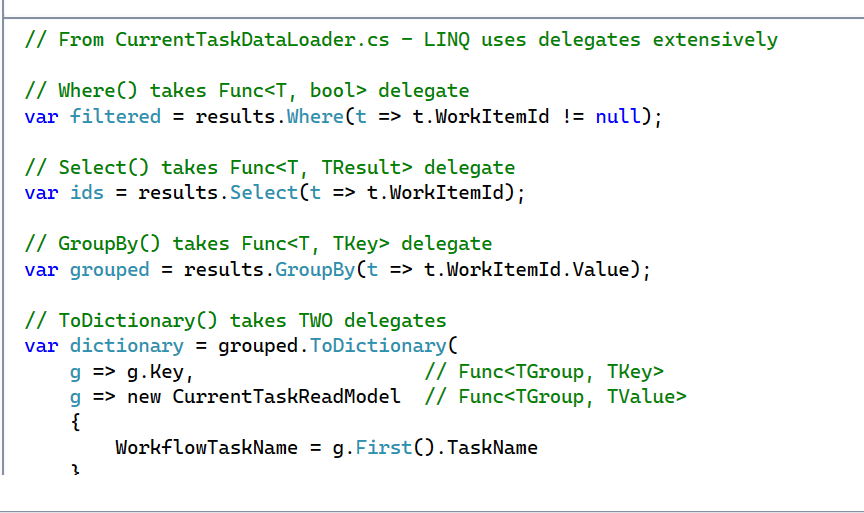 // From CurrentTaskDataLoader.cs – LINQ uses delegates extensively
// Where() takes Func<T, bool> delegate
var filtered = results.Where(t => t.WorkItemId != null);
// Select() takes Func<T, TResult> delegate
var ids = results.Select(t => t.WorkItemId);
// GroupBy() takes Func<T, TKey> delegate
var grouped = results.GroupBy(t => t.WorkItemId.Value);
// ToDictionary() takes TWO delegates
var dictionary = grouped.ToDictionary(
    g => g.Key,                    // Func<TGroup, TKey>
    g => new CurrentTaskReadModel  // Func<TGroup, TValue>
    {
        WorkflowTaskName = g.First().TaskName
    }